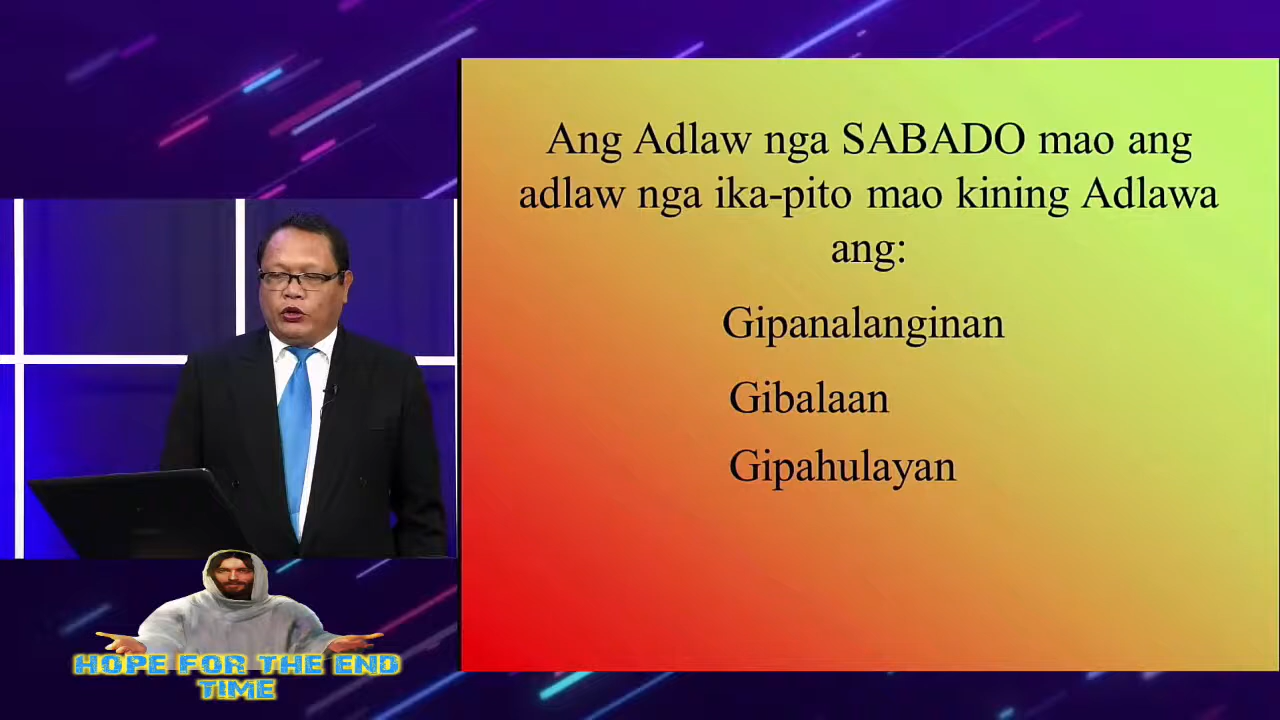 Ang Adlaw nga SABADO mao ang
adlaw nga ika-pito mao kining Adlawa
ang:
Gipanalanginan
Gibalaan
Gipahulayan
HOPE FOR THE END
TIME